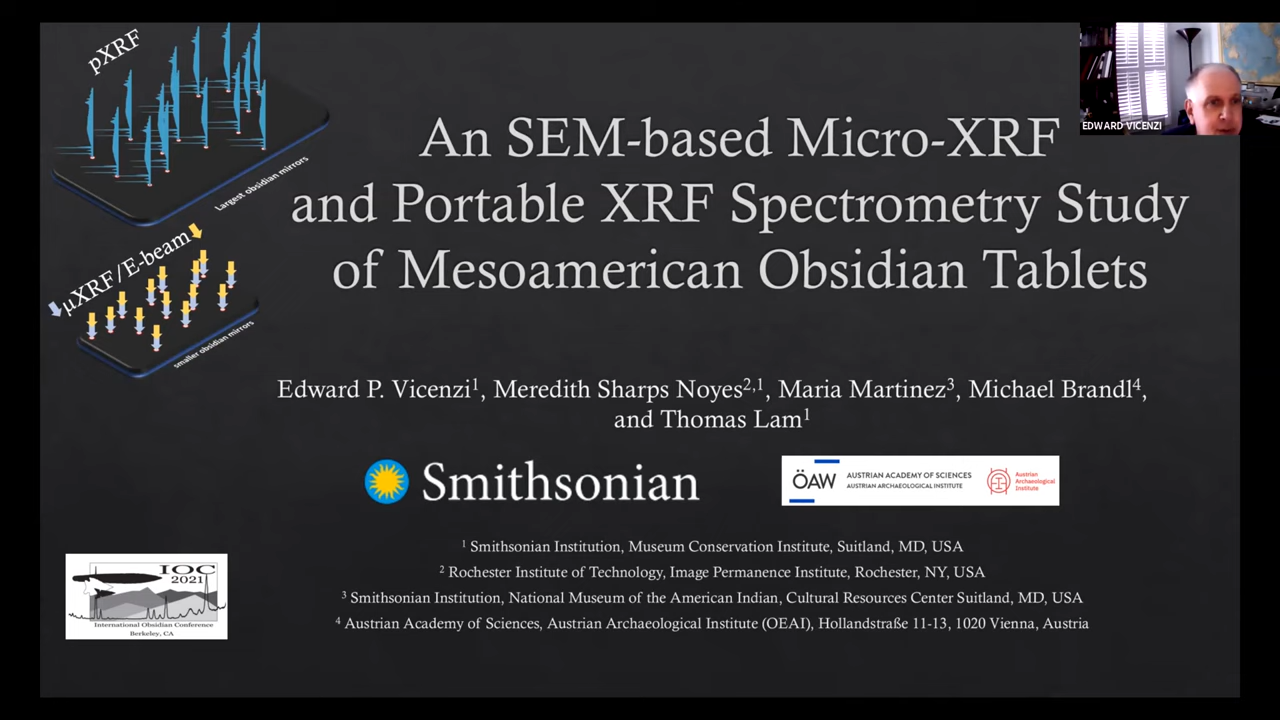 pXRF
Largest obsidian mirrors
μXRF/E-beam
smaller obsidian mirrors
EDWARD VICENZI
An SEM-based Micro-XRF
and Portable XRF Spectrometry Study
of Mesoamerican Obsidian Tablets
Edward P. Vicenzi¹, Meredith Sharps Noyes²,¹, Maria Martinez³, Michael Brandl⁴,
and Thomas Lam¹
Smithsonian
ÖAW
AUSTRIAN ACADEMY OF SCIENCES
AUSTRIAN ARCHAEOLOGICAL INSTITUTE
Austrian
Archaeological
Institute
¹ Smithsonian Institution, Museum Conservation Institute, Suitland, MD, USA
² Rochester Institute of Technology, Image Permanence Institute, Rochester, NY, USA
³ Smithsonian Institution, National Museum of the American Indian, Cultural Resources Center Suitland, MD, USA
⁴ Austrian Academy of Sciences, Austrian Archaeological Institute (OEAI), Hollandstraße 11-13, 1020 Vienna, Austria
IOC
2021
International Obsidian Conference
Berkeley, CA